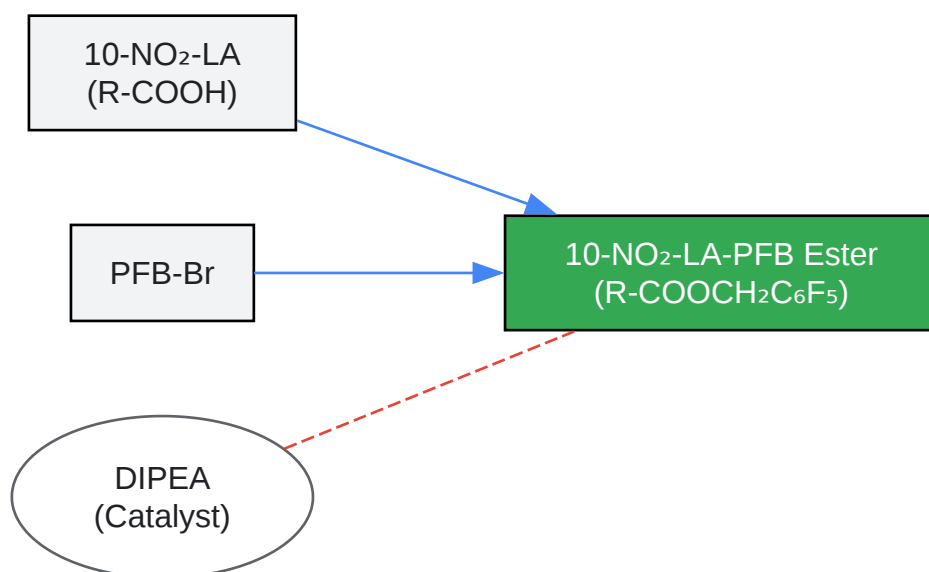 10-NO₂-LA
(R-COOH)
PFB-Br
10-NO₂-LA-PFB Ester
(R-COOCH₂C₆F₅)
DIPEA
(Catalyst)